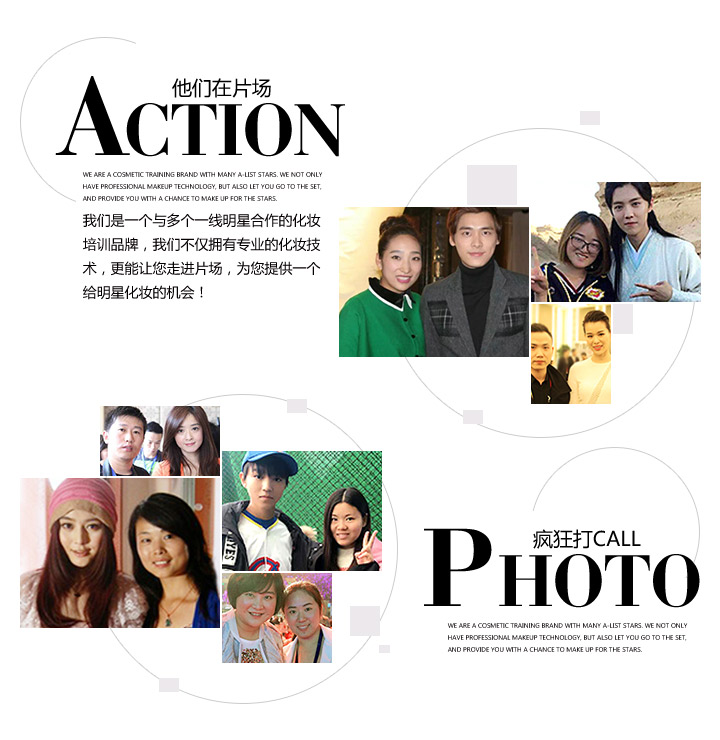 他们在片场
ACTION
WE ARE A COSMETIC TRAINING BRAND WITH MANY A-LIST STARS. WE NOT ONLY
HAVE PROFESSIONAL MAKEUP TECHNOLOGY, BUT ALSO LET YOU GO TO THE SET,
AND PROVIDE YOU WITH A CHANCE TO MAKE UP FOR THE STARS.
我们是一个与多个一线明星合作的化妆
培训品牌，我们不仅拥有专业的化妆技
术，更能让您走进片场，为您提供一个
给明星化妆的机会！
疯狂打CALL
PHOTO
WE ARE A COSMETIC TRAINING BRAND WITH MANY A-LIST STARS. WE NOT ONLY
HAVE PROFESSIONAL MAKEUP TECHNOLOGY, BUT ALSO LET YOU GO TO THE SET,
AND PROVIDE YOU WITH A CHANCE TO MAKE UP FOR THE STARS.